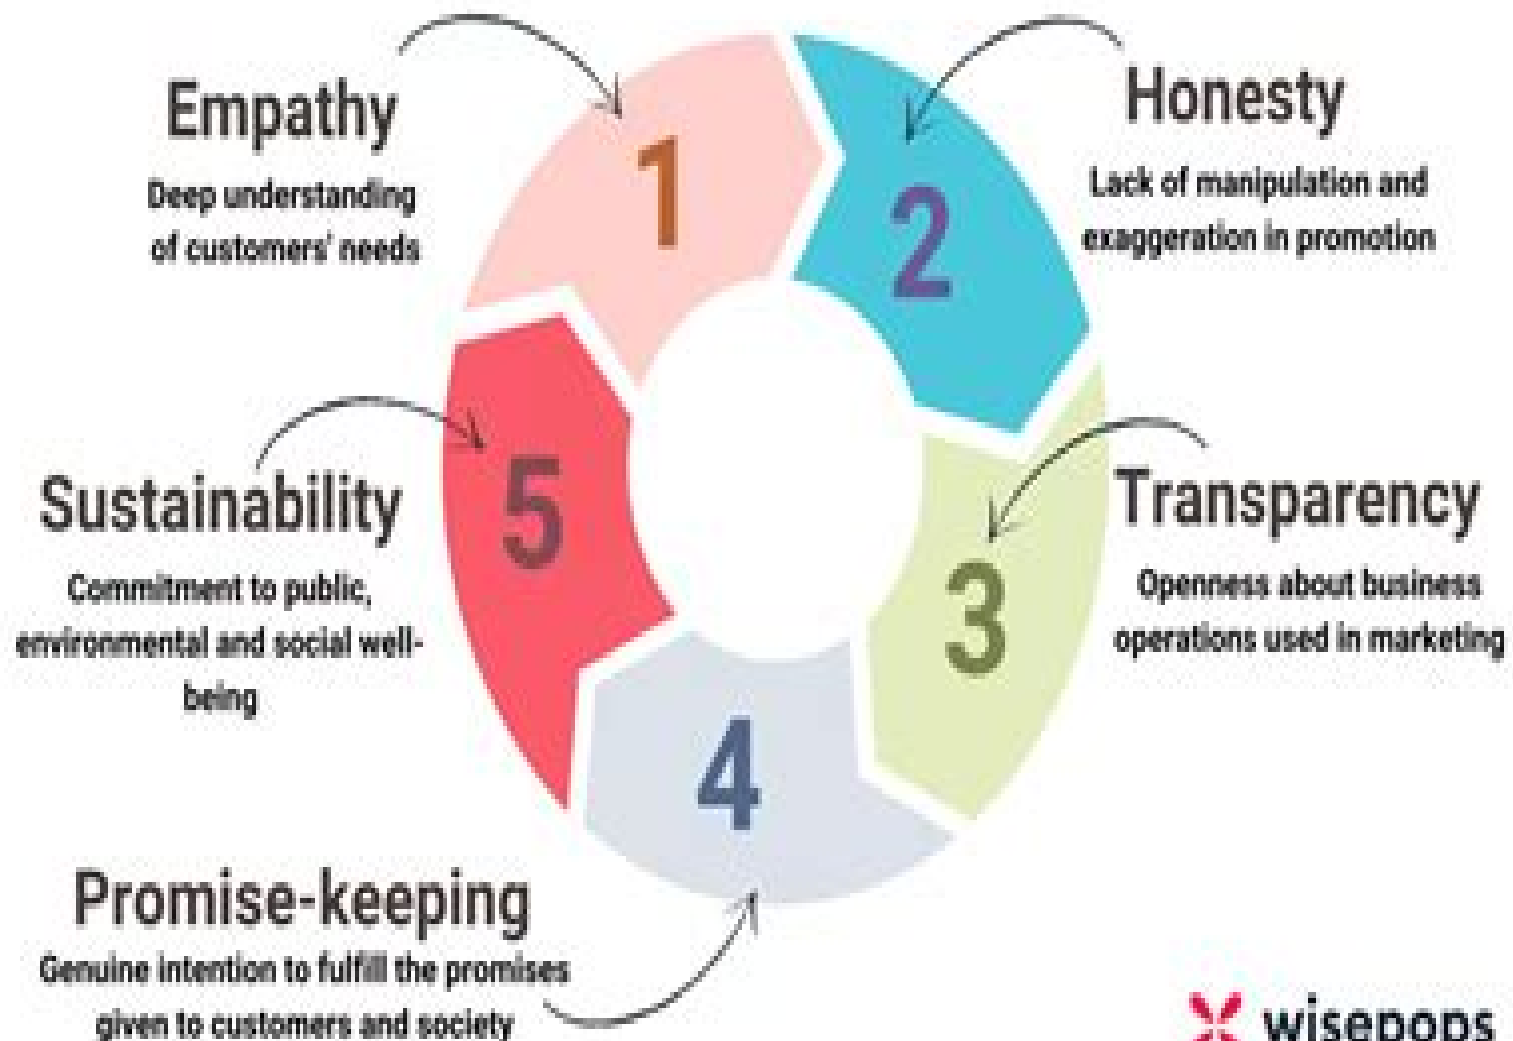 Empathy
Deep understanding
of customers' needs
1
Honesty
Lack of manipulation and
exaggeration in promotion
2
Transparency
Openness about business
operations used in marketing
3
Promise-keeping
Genuine intention to fulfill the promises
given to customers and society
4
Sustainability
Commitment to public,
environmental and social well-
being
5
wisepops